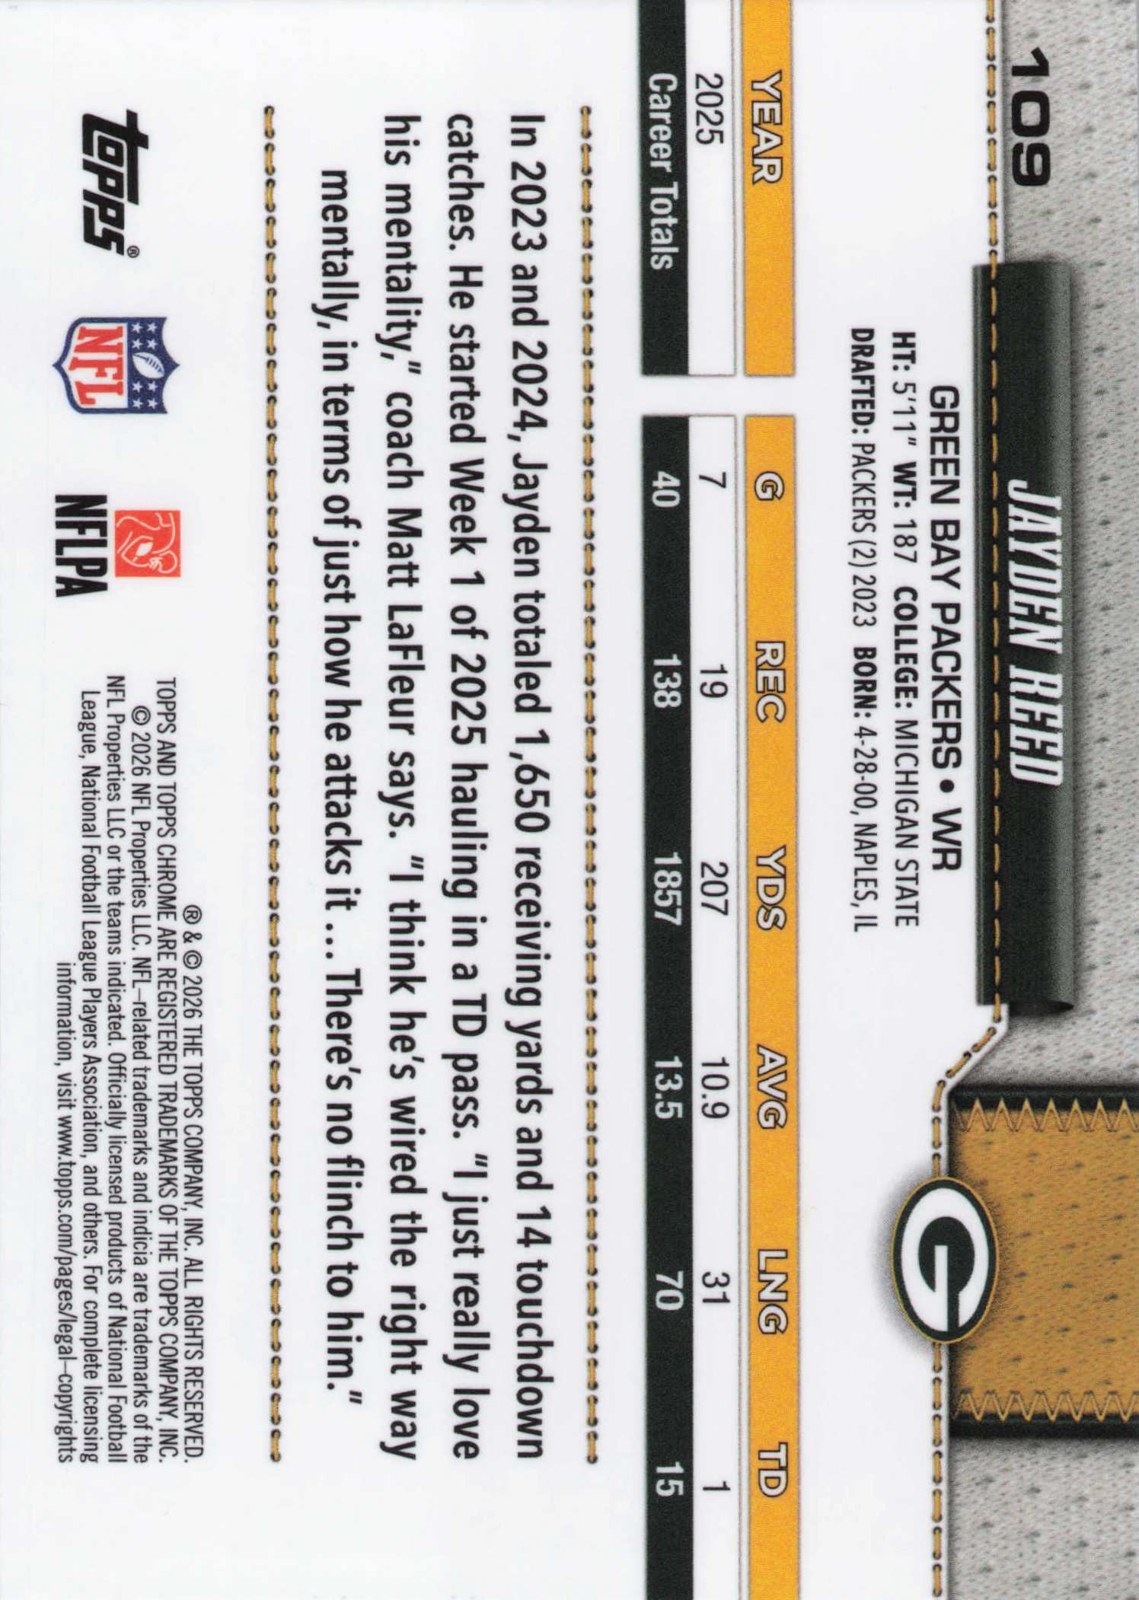 109
JAYDEN REED
GREEN BAY PACKERS • WR
HT: 5'11" WT: 187 COLLEGE: MICHIGAN STATE
DRAFTED: PACKERS (2) 2023 BORN: 4-28-00, NAPLES, IL
G
YEAR G REC YDS AVG LNG TD
2025 7 19 207 10.9 31 1
Career Totals 40 138 1857 13.5 70 15
In 2023 and 2024, Jayden totaled 1,650 receiving yards and 14 touchdown
catches. He started Week 1 of 2025 hauling in a TD pass. "I just really love
his mentality," coach Matt LaFleur says. "I think he's wired the right way
mentally, in terms of just how he attacks it ... There's no flinch to him."
topps®
NFL
NFLPA
® & © 2026 THE TOPPS COMPANY, INC. ALL RIGHTS RESERVED.
TOPPS AND TOPPS CHROME ARE REGISTERED TRADEMARKS OF THE TOPPS COMPANY, INC.
© 2026 NFL Properties LLC. NFL-related trademarks and indicia are trademarks of the
NFL Properties LLC or the teams indicated. Officially licensed products of National Football
League, National Football League Players Association, and others. For complete licensing
information, visit www.topps.com/pages/legal-copyrights